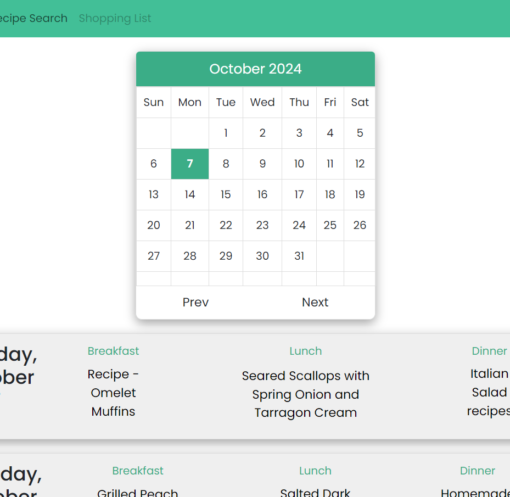 ecipe Search Shopping List
October 2024
Sun Mon Tue Wed Thu Fri Sat
1 2 3 4 5
6 7 8 9 10 11 12
13 14 15 16 17 18 19
20 21 22 23 24 25 26
27 28 29 30 31
Prev Next
day,
ober
Breakfast
Recipe -
Omelet
Muffins
Lunch
Seared Scallops with
Spring Onion and
Tarragon Cream
Dinner
Italian
Salad
recipes
day,
ober
Breakfast
Grilled Peach
Lunch
Salted Dark
Dinner
Homemade